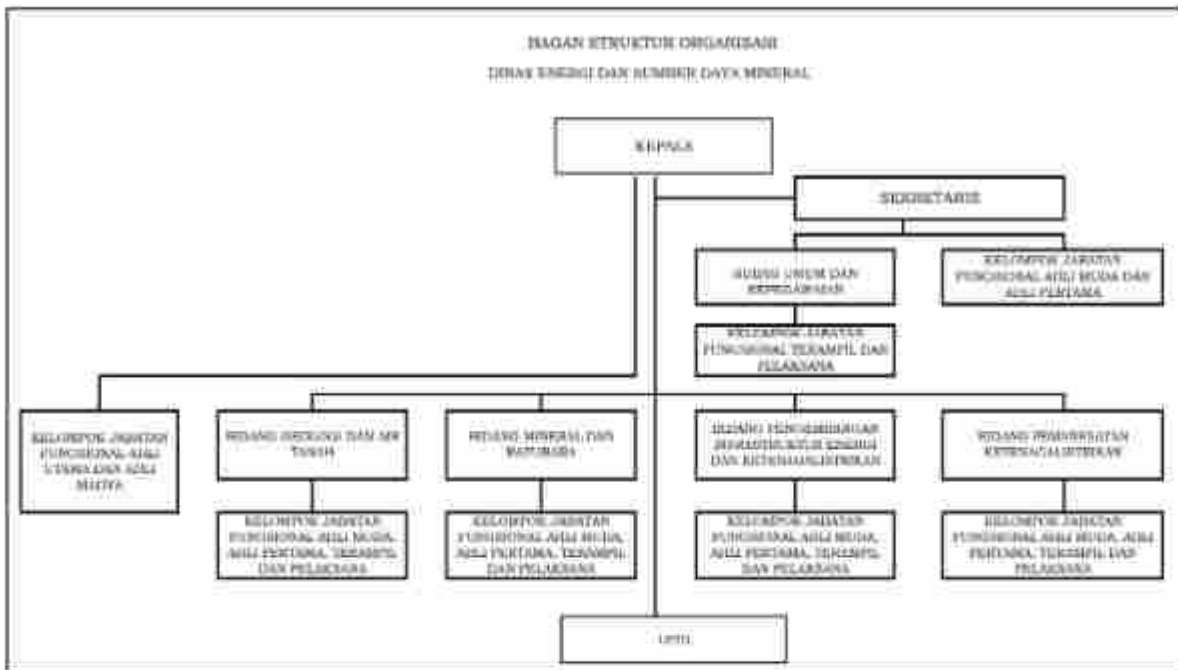 BAGAN STRUKTUR ORGANISASI
DINAS ENERGI DAN SUMBER DAYA MINERAL
KEPALA
SEKRETARIS
SUBBAG UMUM DAN
KEPEGAWAIAN
KELOMPOK JABATAN
FUNGSIONAL AHLI MUDA DAN
AHLI PERTAMA
KELOMPOK JABATAN
FUNGSIONAL TERAMPIL DAN
PELAKSANA
KELOMPOK JABATAN
FUNGSIONAL AHLI
UTAMA DAN AHLI
MADYA
BIDANG GEOLOGI DAN AIR
TANAH
BIDANG MINERAL DAN
BATUBARA
BIDANG PENGEMBANGAN
INFRASTRUKTUR ENERGI
DAN KETENAGALISTRIKAN
BIDANG PEMANFAATAN
KETENAGALISTRIKAN
KELOMPOK JABATAN
FUNGSIONAL AHLI MUDA,
AHLI PERTAMA, TERAMPIL
DAN PELAKSANA
KELOMPOK JABATAN
FUNGSIONAL AHLI MUDA,
AHLI PERTAMA, TERAMPIL
DAN PELAKSANA
KELOMPOK JABATAN
FUNGSIONAL AHLI MUDA,
AHLI PERTAMA, TERAMPIL
DAN PELAKSANA
KELOMPOK JABATAN
FUNGSIONAL AHLI MUDA, AHLI
PERTAMA, TERAMPIL DAN
PELAKSANA